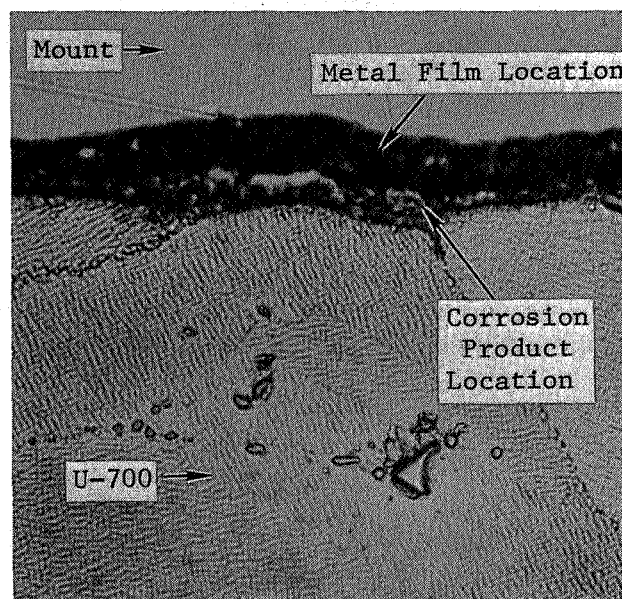 Mount
Metal Film Location
Corrosion
Product
Location
U-700